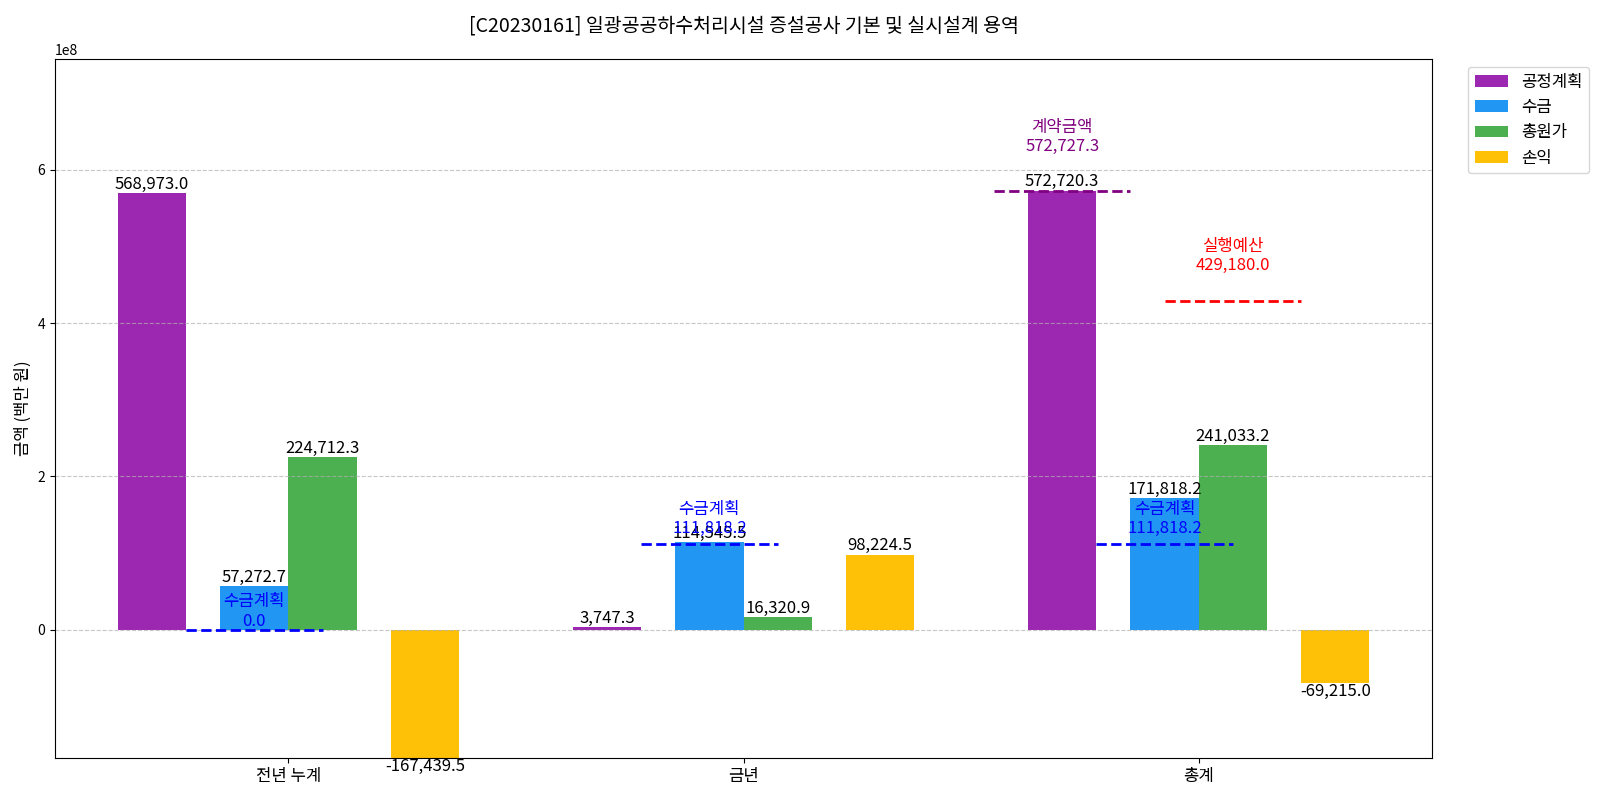 [C20230161] 일광공공하수처리시설 증설공사 기본 및 실시설계 용역
1e8
금액 (백만 원)
6
4
2
0
568,973.0
57,272.7
수금계획
0.0
224,712.3
-167,439.5
3,747.3
수금계획
111,818.2
114,545.5
16,320.9
98,224.5
계약금액
572,727.3
572,720.3
실행예산
429,180.0
171,818.2
수금계획
111,818.2
241,033.2
-69,215.0
전년 누계
금년
총계
공정계획
수금
총원가
손익